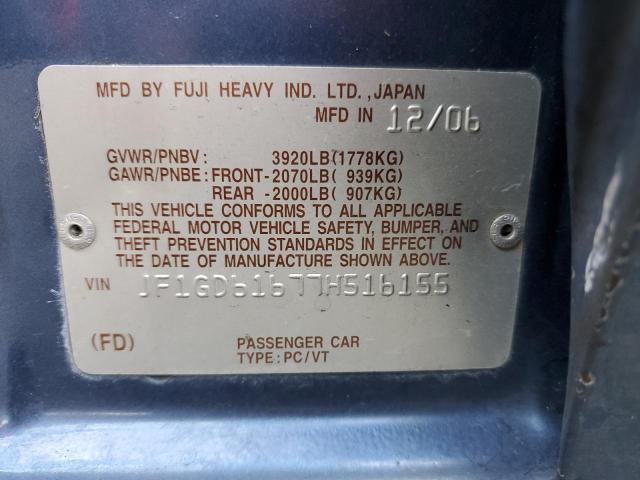 MFD BY FUJI HEAVY IND. LTD., JAPAN
MFD IN 12/06
GVWR/PNBV: 3920LB(1778KG)
GAWR/PNBE: FRONT-2070LB( 939KG)
REAR -2000LB( 907KG)
THIS VEHICLE CONFORMS TO ALL APPLICABLE
FEDERAL MOTOR VEHICLE SAFETY, BUMPER, AND
THEFT PREVENTION STANDARDS IN EFFECT ON
THE DATE OF MANUFACTURE SHOWN ABOVE.
VIN JF1GD61677H516155
(FD) PASSENGER CAR
TYPE: PC/VT